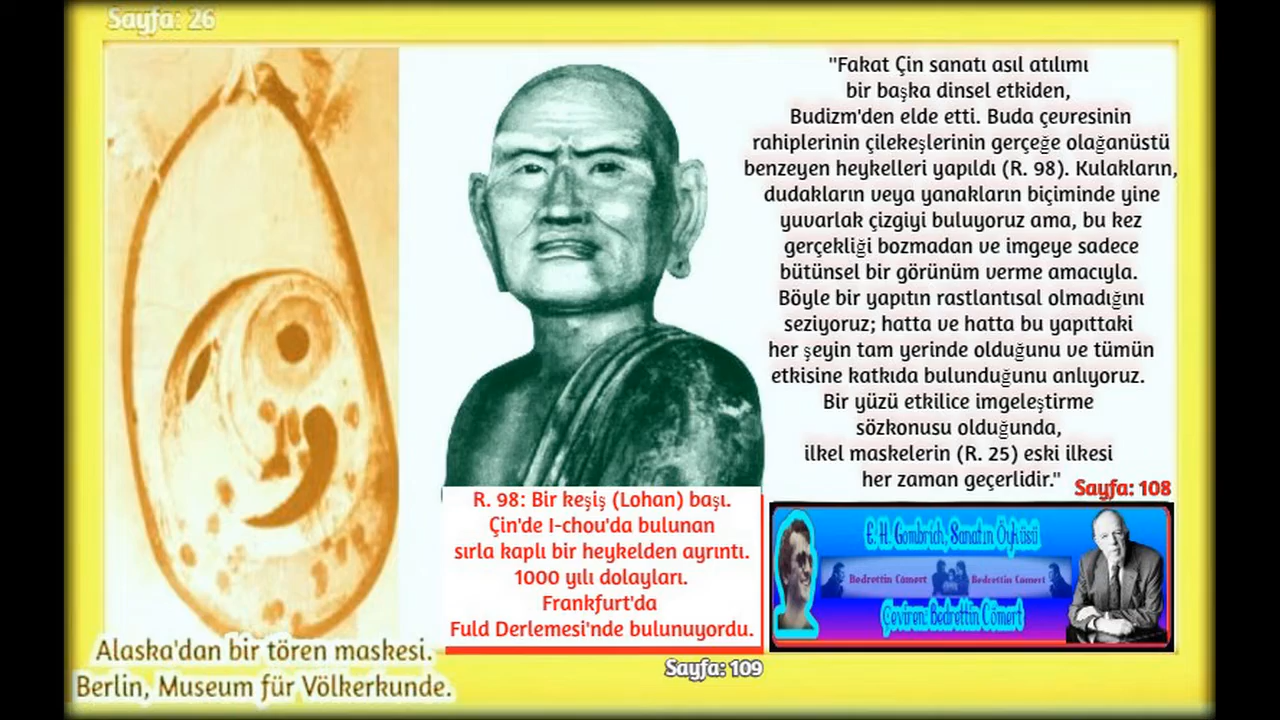 Sayfa: 26
Alaska'dan bir tören maskesi.
Berlin, Museum für Völkerkunde.
R. 98: Bir keşiş (Lohan) başı.
Çin'de I-chou'da bulunan
sırla kaplı bir heykelden ayrıntı.
1000 yılı dolayları.
Frankfurt'da
Fuld Derlemesi'nde bulunuyordu.
Sayfa: 109
"Fakat Çin sanatı asıl atılımı
bir başka dinsel etkiden,
Budizm'den elde etti. Buda çevresinin
rahiplerinin çilekeşlerinin gerçeğe olağanüstü
benzeyen heykelleri yapıldı (R. 98). Kulakların,
dudakların veya yanakların biçiminde yine
yuvarlak çizgiyi buluyoruz ama, bu kez
gerçekliği bozmadan ve imgeye sadece
bütünsel bir görünüm verme amacıyla.
Böyle bir yapıtın rastlantısal olmadığını
seziyoruz; hatta ve hatta bu yapıttaki
her şeyin tam yerinde olduğunu ve tümün
etkisine katkıda bulunduğunu anlıyoruz.
Bir yüzü etkilice imgeleştirme
sözkonusu olduğunda,
ilkel maskelerin (R. 25) eski ilkesi
her zaman geçerlidir."
Sayfa: 108
E. H. Gombrich, Sanatın Öyküsü
Bedrettin Cömert Bedrettin Cömert
Çeviren: Bedrettin Cömert